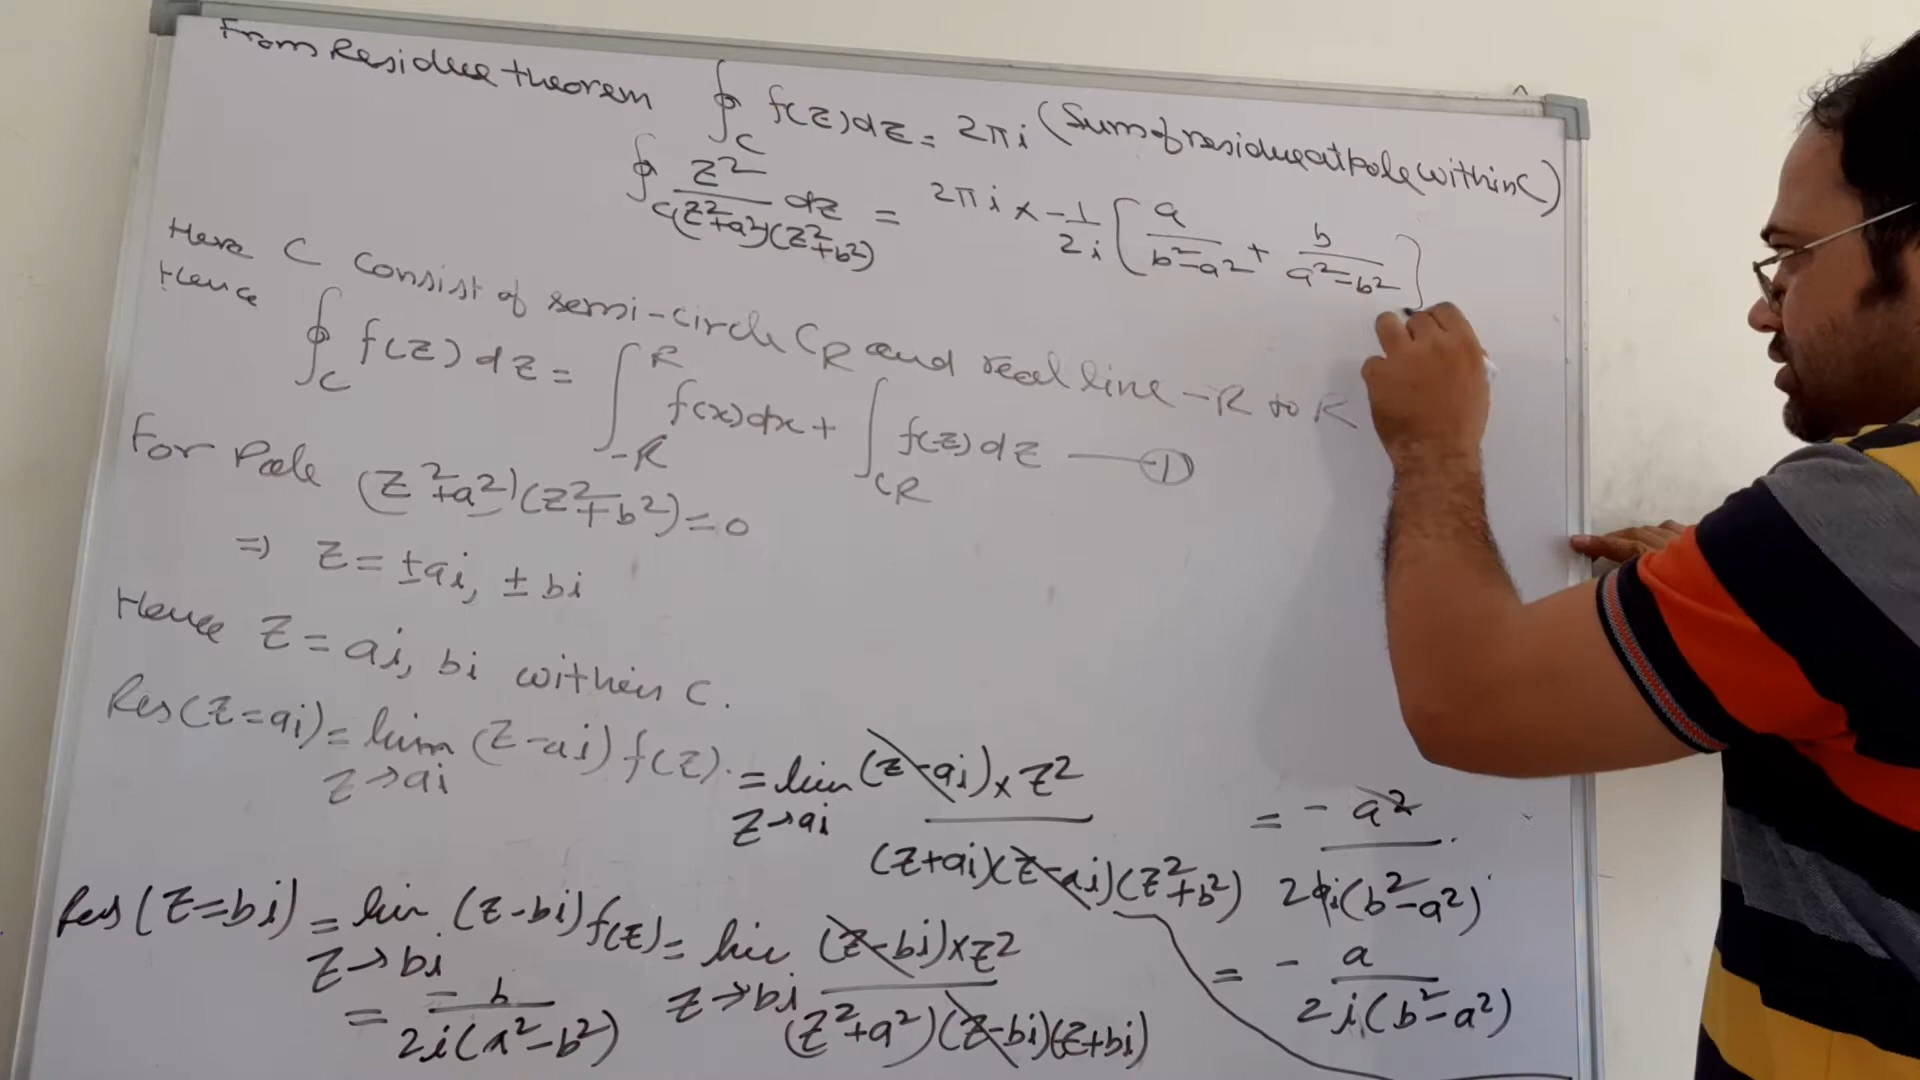 From Residue theorem ∮_C f(z)dz = 2πi (Sum of residue at Pole within C)
∮_C z²/((z²+a²)(z²+b²)) dz = 2πi × -1/2i [a/(b²-a²) + b/(a²-b²)]
Here C consist of semi-circle CR and real line -R to R
Hence ∮_C f(z)dz = ∫_{-R}^{R} f(x)dx + ∫_{CR} f(z)dz —①
For Pole (z²+a²)(z²+b²)=0
⇒ z = ±ai, ±bi
Hence z = ai, bi within C.
Res(z=ai) = lim_{z→ai} (z-ai) f(z). = lim_{z→ai} (z-ai)×z²/((z+ai)(z-ai)(z²+b²)) = -a²/(2ai(b²-a²))
= -a/(2i(b²-a²))
Res(z=bi) = lim_{z→bi} (z-bi)f(z) = lim_{z→bi} (z-bi)×z²/((z²+a²)(z-bi)(z+bi))
= -b/(2i(a²-b²))